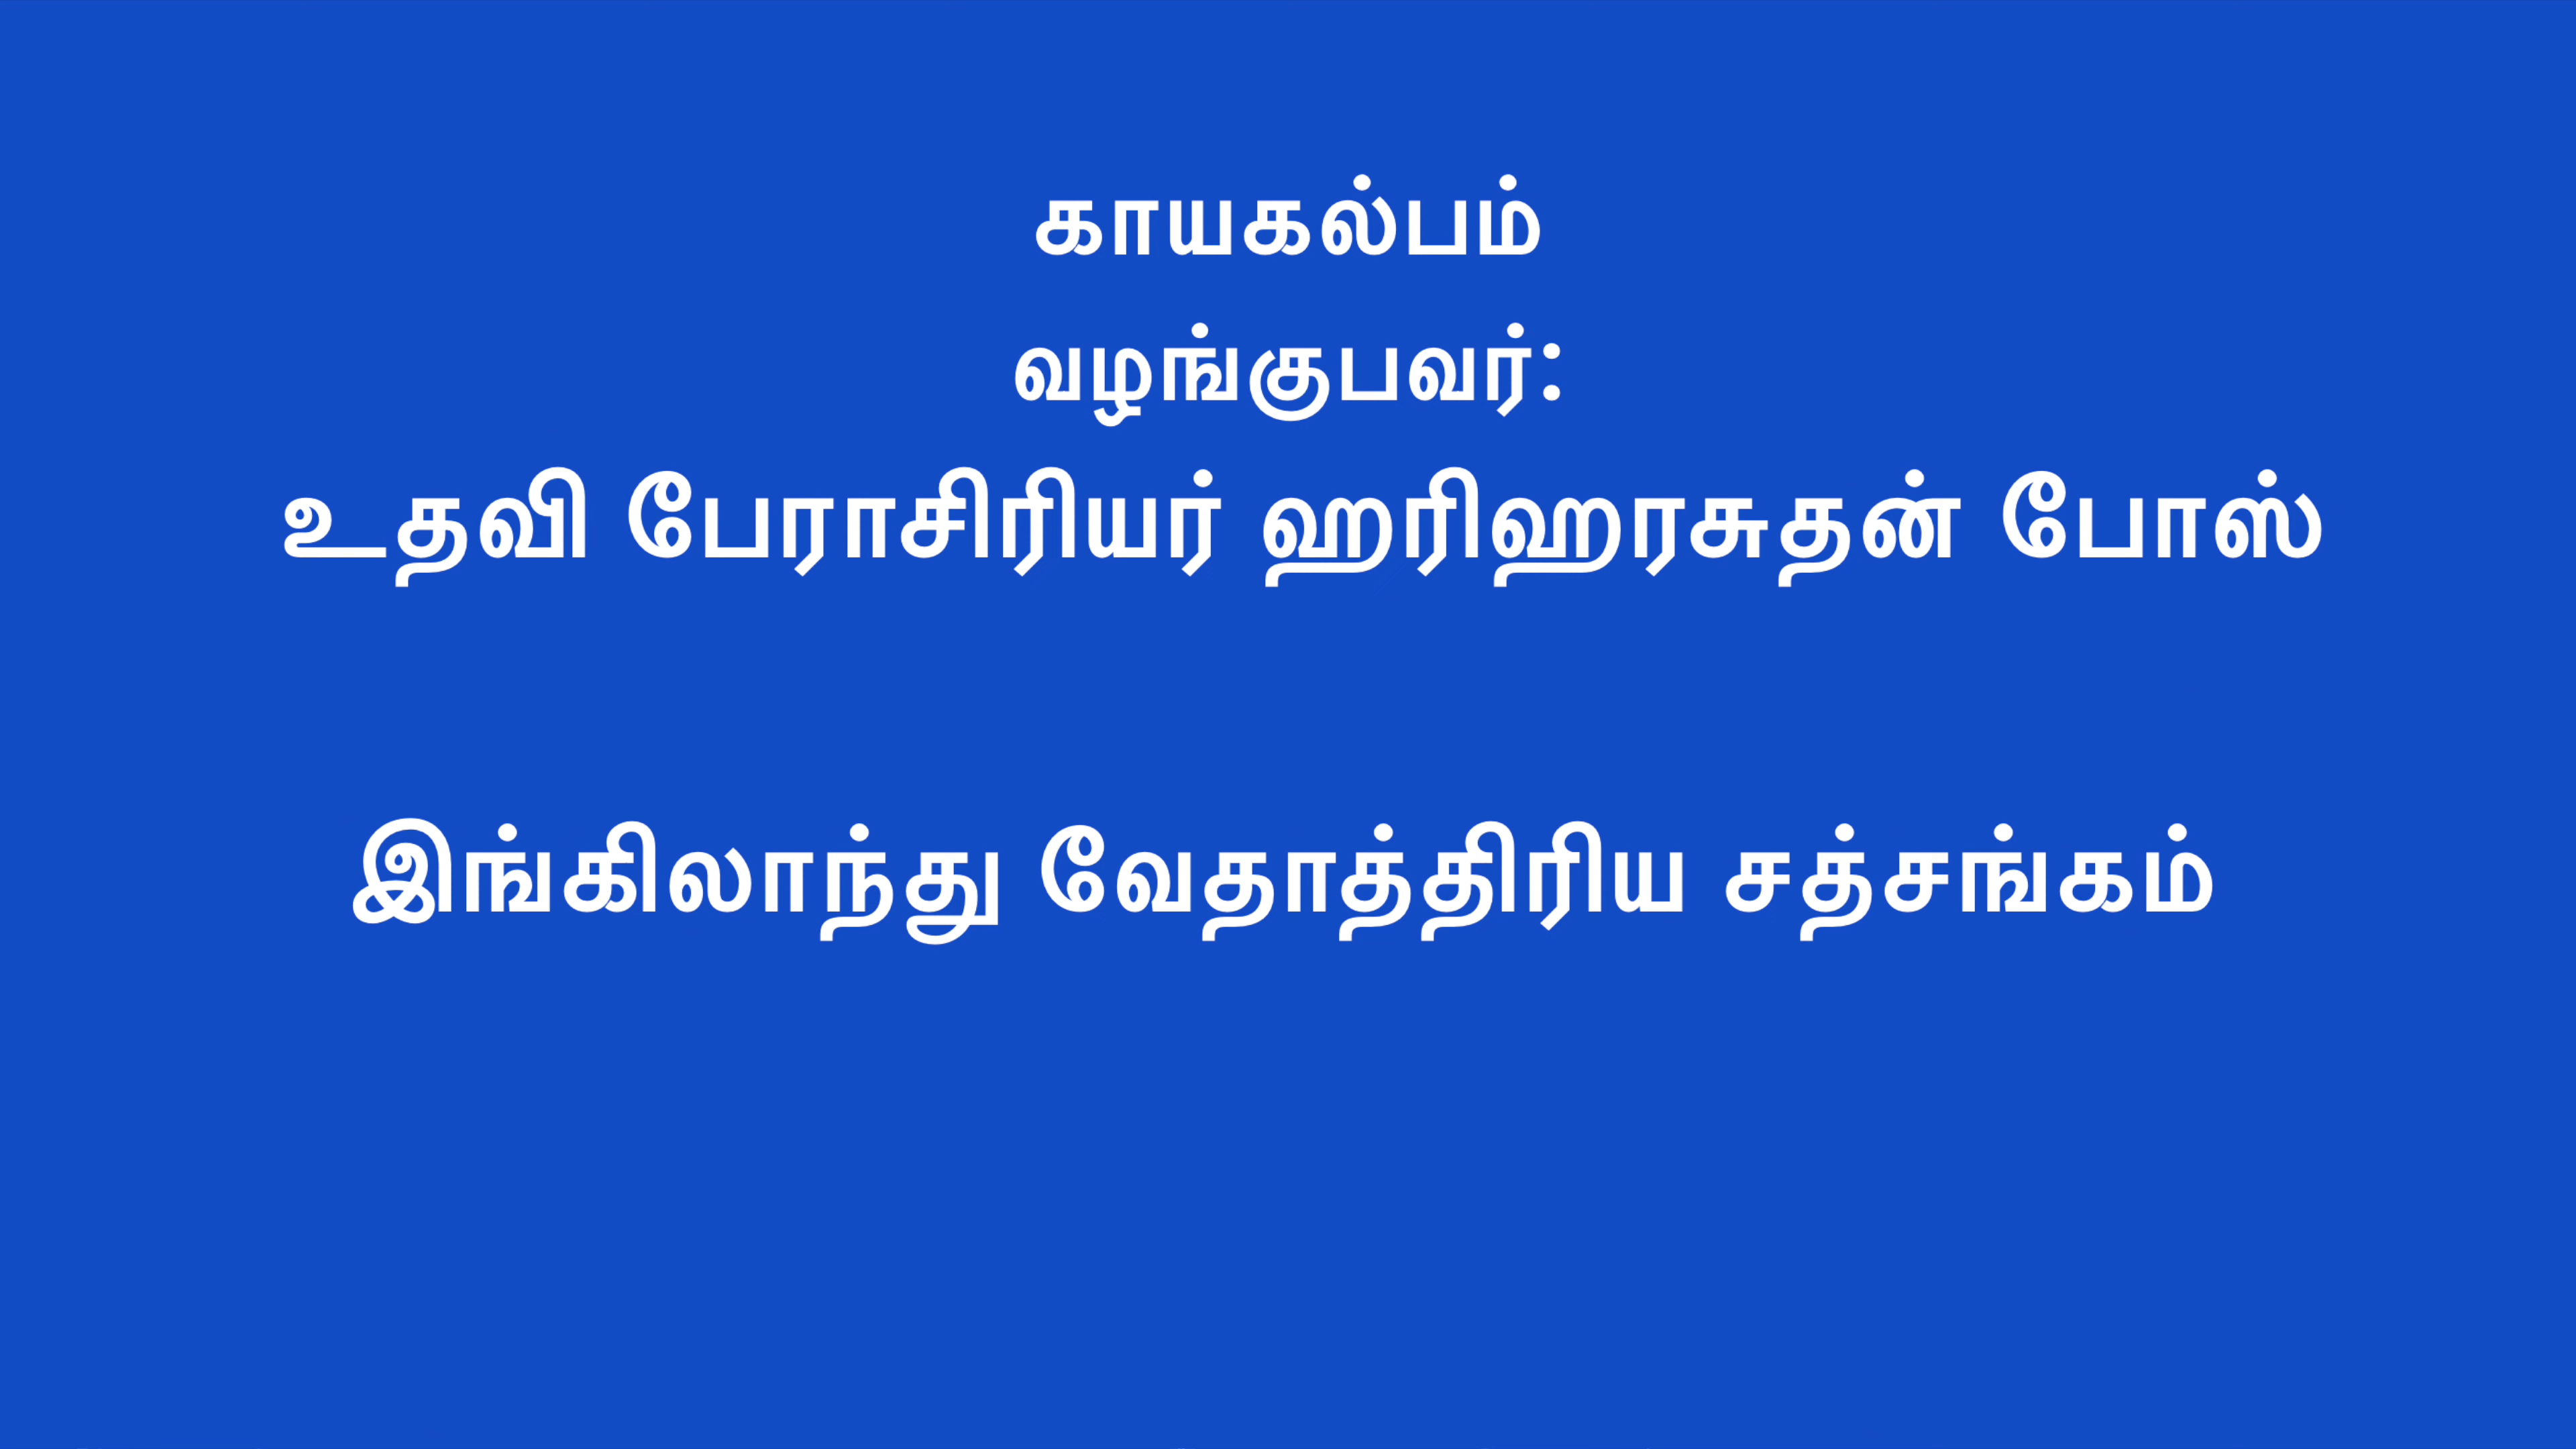 காயகல்பம்
வழங்குபவர்:
உதவி பேராசிரியர் ஹரிஹரசுதன் போஸ்
இங்கிலாந்து வேதாத்திரிய சத்சங்கம்